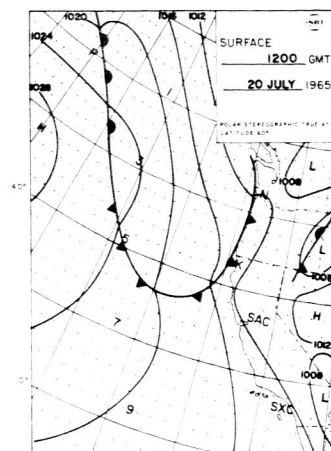 1020
1016
1012
1024
1028
SURFACE
1200 GMT
20 JULY 1965
POLAR STEREOGRAPHIC TRUE AT
LATITUDE 60°
L
1008
40°
3
5
L
1008
H
7
SAC
1012
1008
9
SXC
L